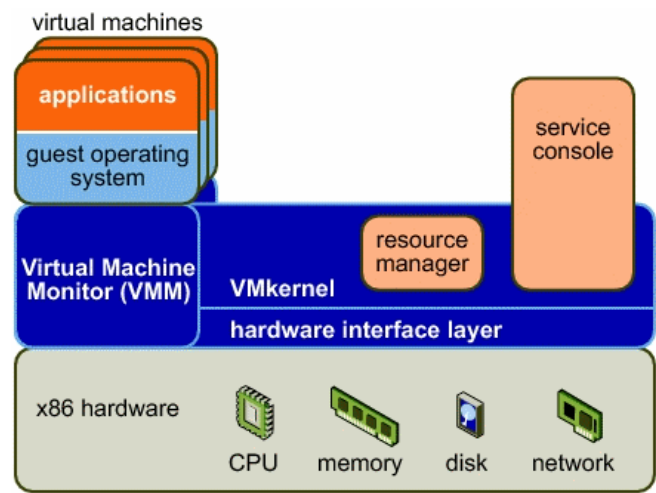 virtual machines
applications
guest operating
system
service
console
resource
manager
Virtual Machine
Monitor (VMM)
VMkernel
hardware interface layer
x86 hardware
CPU
memory
disk
network